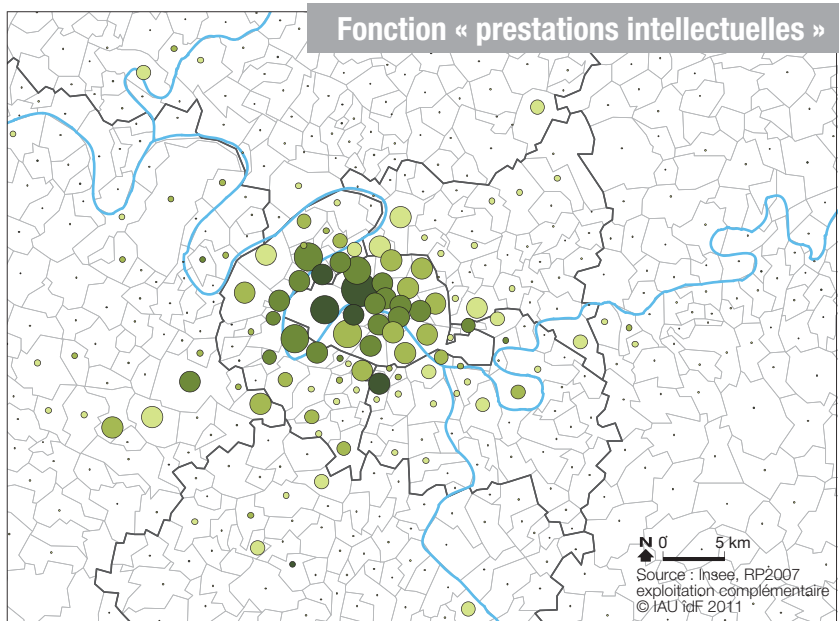 Fonction « prestations intellectuelles »
N 0 5 km
Source : Insee, RP2007
exploitation complémentaire
© IAU îdF 2011